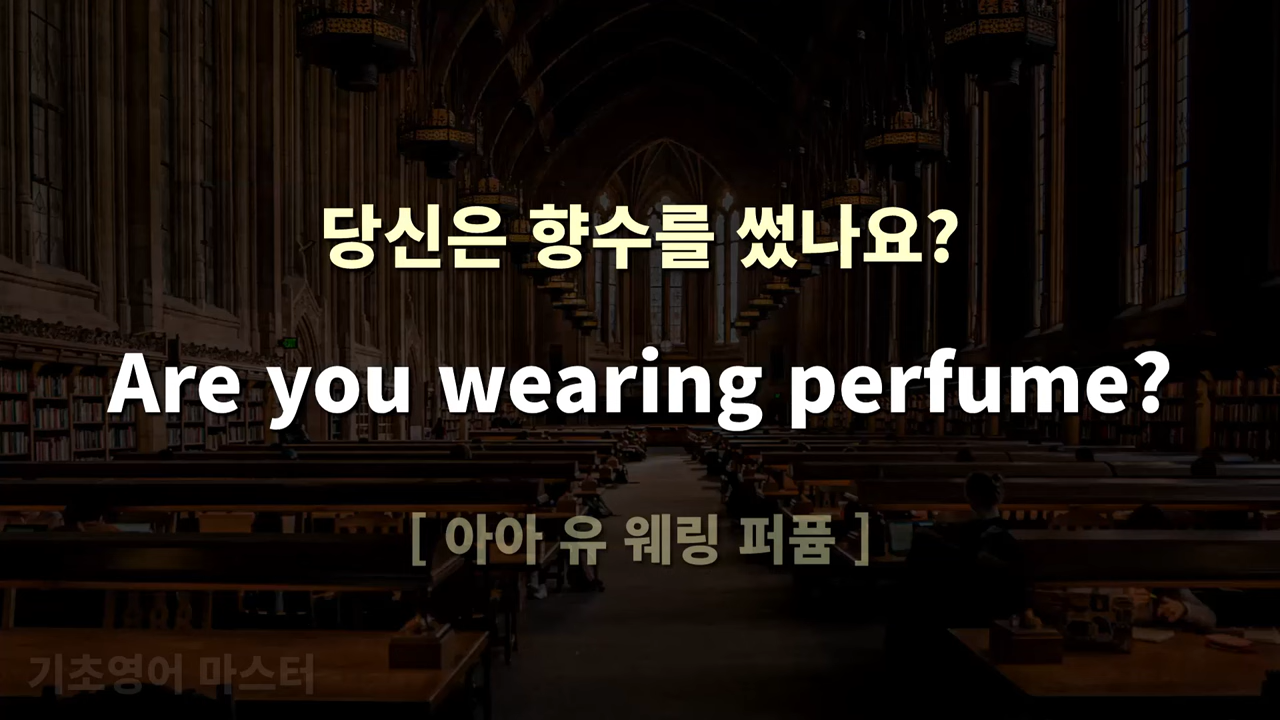 당신은 향수를 썼나요?
Are you wearing perfume?
[ 아아 유 웨링 퍼퓸 ]
기초영어 마스터